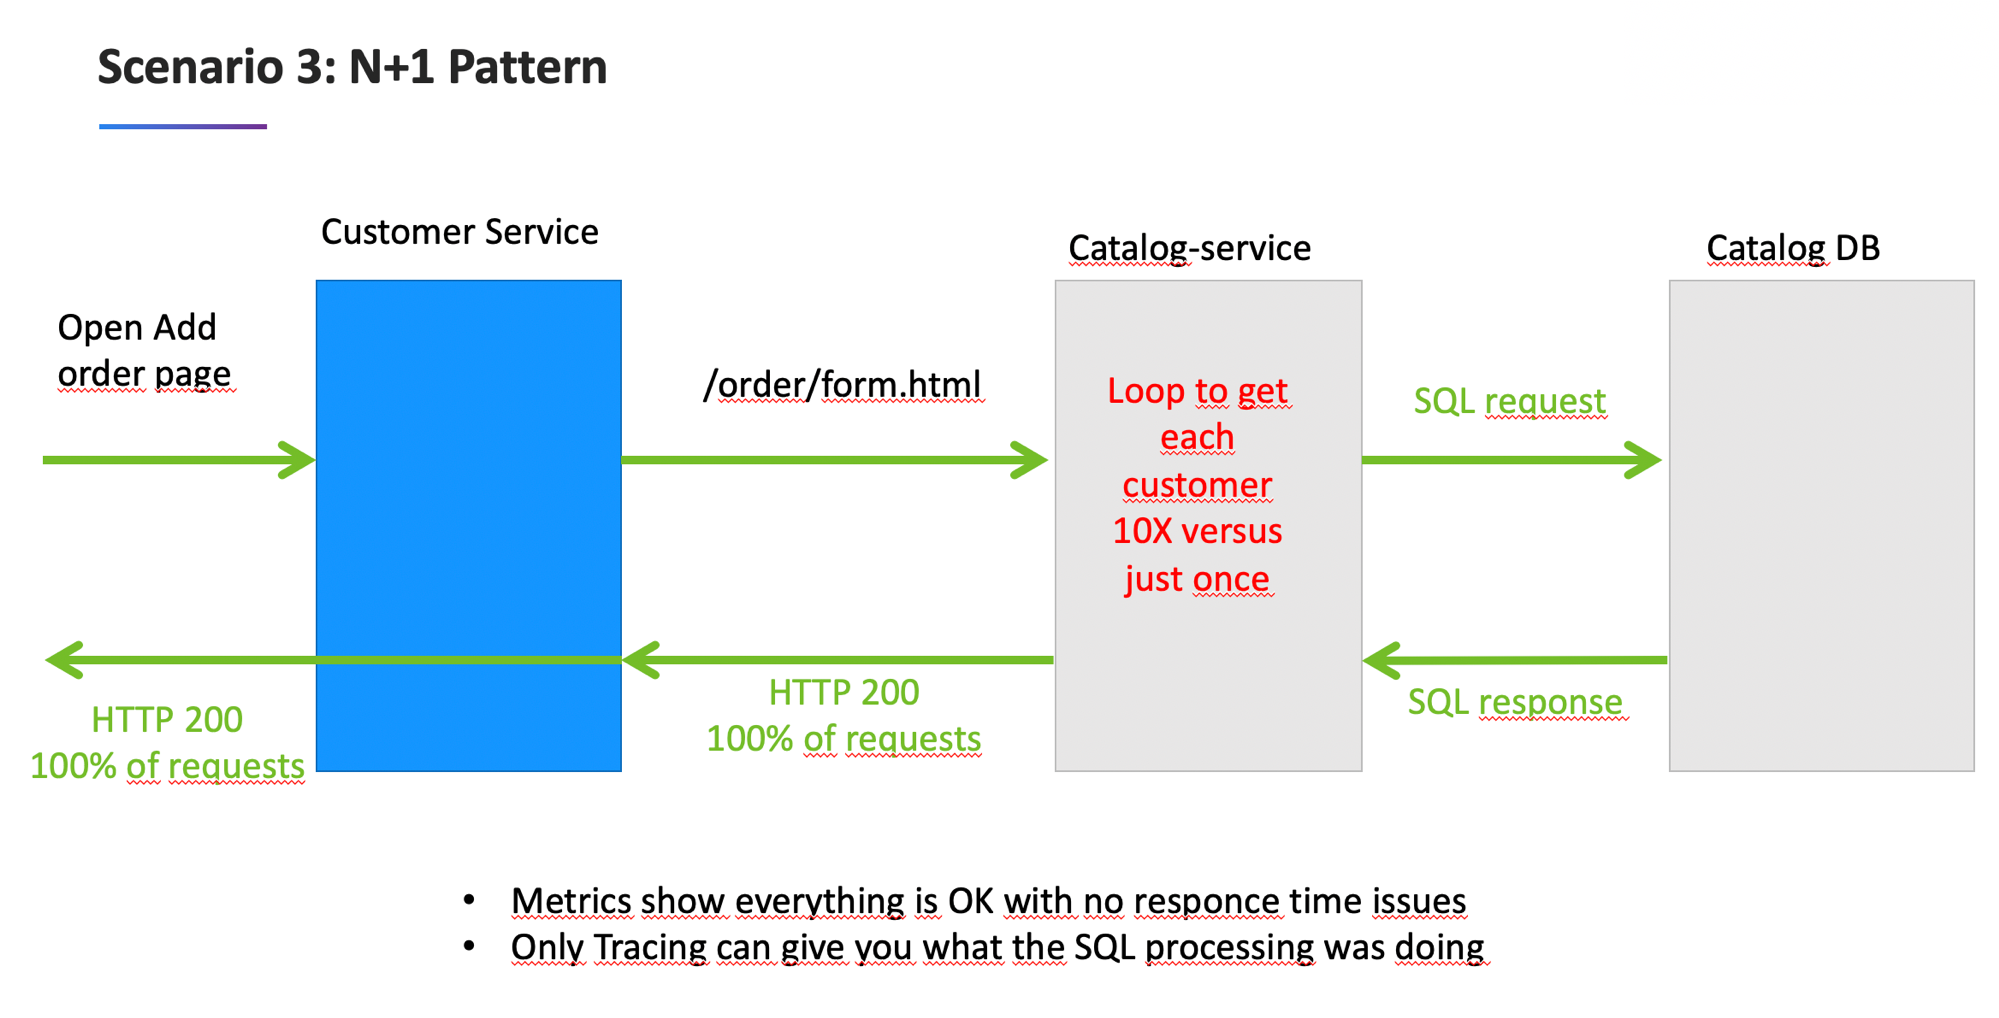 Scenario 3: N+1 Pattern
Customer Service
Catalog-service
Catalog DB
Open Add
order page
/order/form.html
Loop to get
each
customer
10X versus
just once
SQL request
HTTP 200
100% of requests
HTTP 200
100% of requests
SQL response
• Metrics show everything is OK with no responce time issues
• Only Tracing can give you what the SQL processing was doing